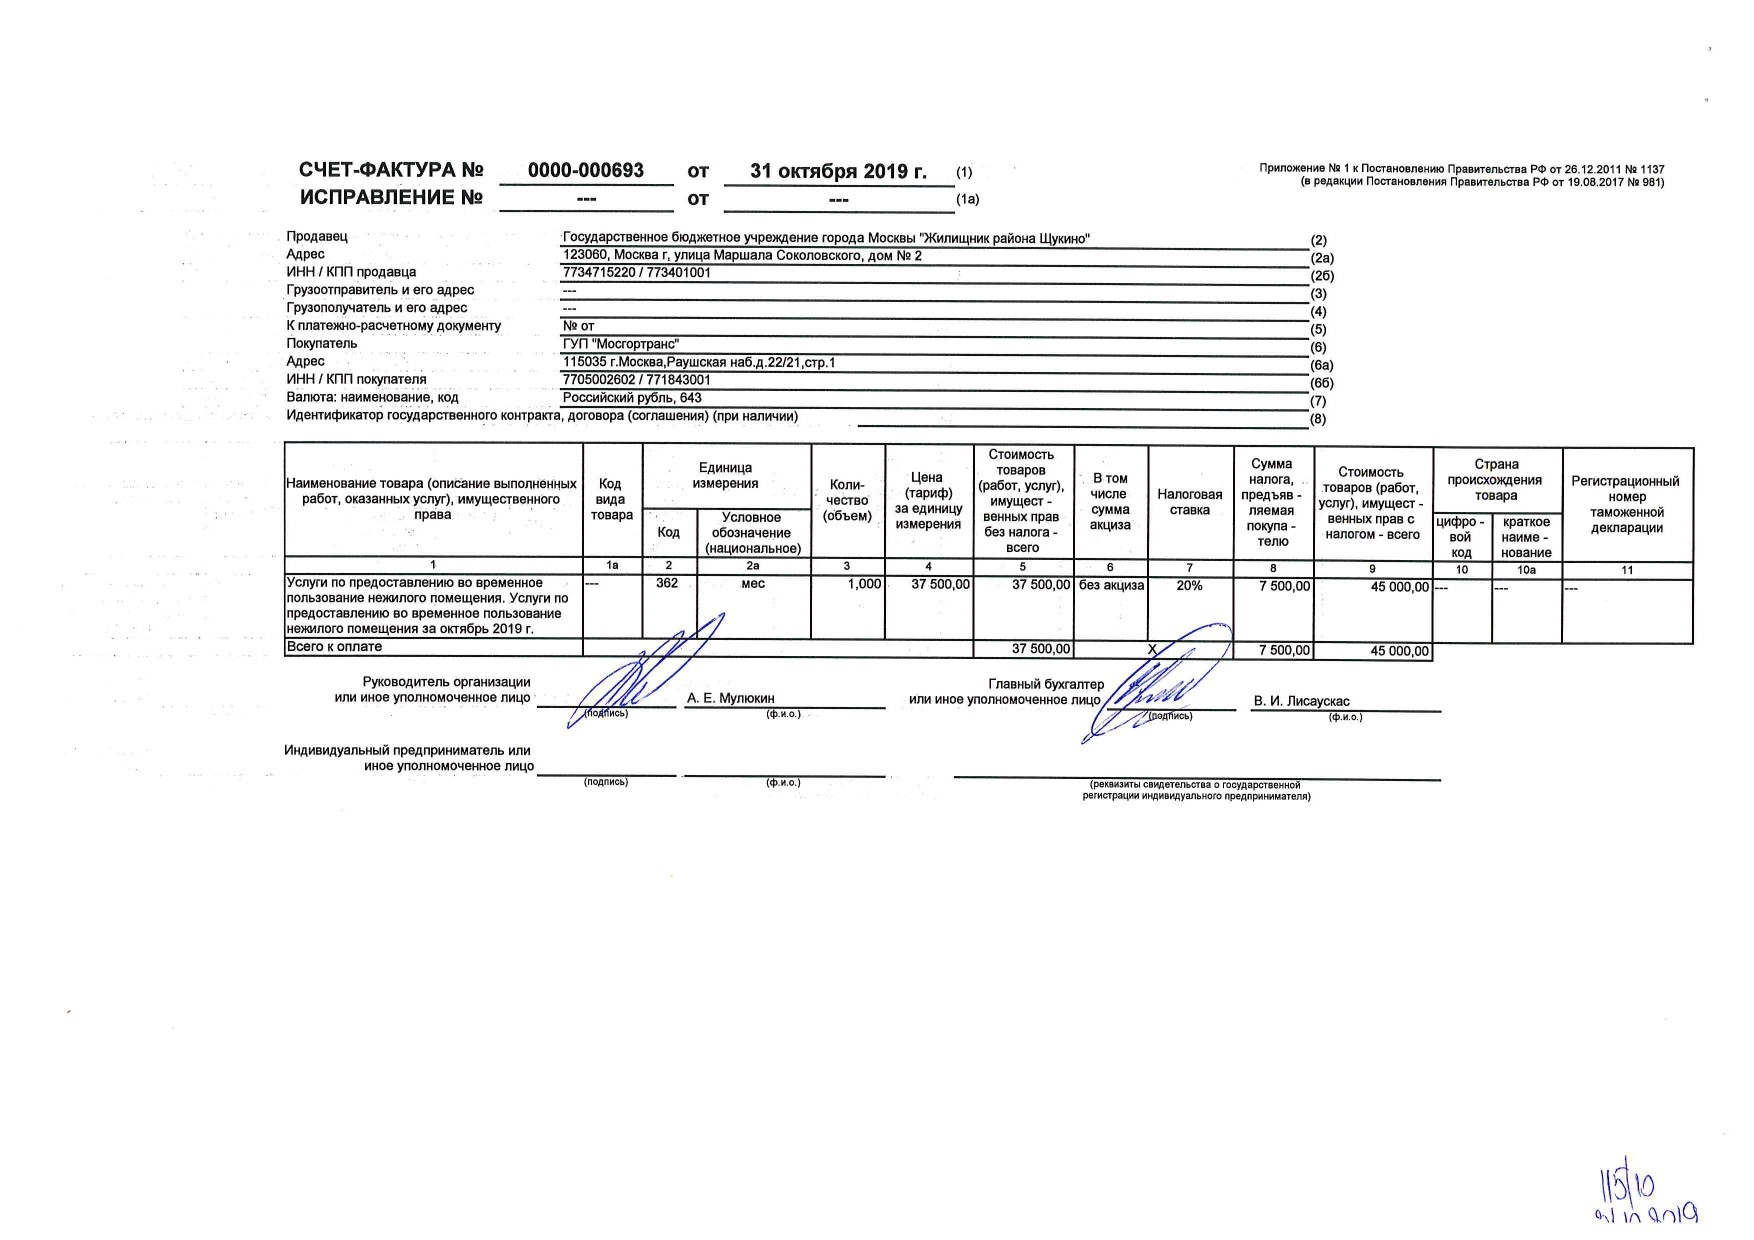 СЧЕТ-ФАКТУРА № 0000-000693 от 31 октября 2019 г. (1)
ИСПРАВЛЕНИЕ № --- от --- (1а)
Приложение № 1 к Постановлению Правительства РФ от 26.12.2011 № 1137
(в редакции Постановления Правительства РФ от 19.08.2017 № 981)
Продавец Государственное бюджетное учреждение города Москвы "Жилищник района Щукино" (2)
Адрес 123060, Москва г, улица Маршала Соколовского, дом № 2 (2а)
ИНН / КПП продавца 7734715220 / 773401001 (2б)
Грузоотправитель и его адрес --- (3)
Грузополучатель и его адрес --- (4)
К платежно-расчетному документу № от (5)
Покупатель ГУП "Мосгортранс" (6)
Адрес 115035 г.Москва,Раушская наб.д.22/21,стр.1 (6а)
ИНН / КПП покупателя 7705002602 / 771843001 (6б)
Валюта: наименование, код Российский рубль, 643 (7)
Идентификатор государственного контракта, договора (соглашения) (при наличии) (8)
Наименование товара (описание выполненных
работ, оказанных услуг), имущественного
права
Код
вида
товара
Единица
измерения
Код
Условное
обозначение
(национальное)
Коли-
чество
(объем)
Цена
(тариф)
за единицу
измерения
Стоимость
товаров
(работ, услуг),
имущест -
венных прав
без налога -
всего
В том
числе
сумма
акциза
Налоговая
ставка
Сумма
налога,
предъяв -
ляемая
покупа -
телю
Стоимость
товаров (работ,
услуг), имущест -
венных прав с
налогом - всего
Страна
происхождения
товара
цифро -
вой
код
краткое
наиме -
нование
Регистрационный
номер
таможенной
декларации
1 1а 2 2а 3 4 5 6 7 8 9 10 10а 11
Услуги по предоставлению во временное --- 362 мес 1,000 37 500,00 37 500,00 без акциза 20% 7 500,00 45 000,00 --- --- ---
пользование нежилого помещения. Услуги по
предоставлению во временное пользование
нежилого помещения за октябрь 2019 г.
Всего к оплате 37 500,00 X 7 500,00 45 000,00
Руководитель организации
или иное уполномоченное лицо А. Е. Мулюкин
(подпись) (ф.и.о.)
Главный бухгалтер
или иное уполномоченное лицо В. И. Лисаускас
(подпись) (ф.и.о.)
Индивидуальный предприниматель или
иное уполномоченное лицо
(подпись) (ф.и.о.)
(реквизиты свидетельства о государственной
регистрации индивидуального предпринимателя)
115/10